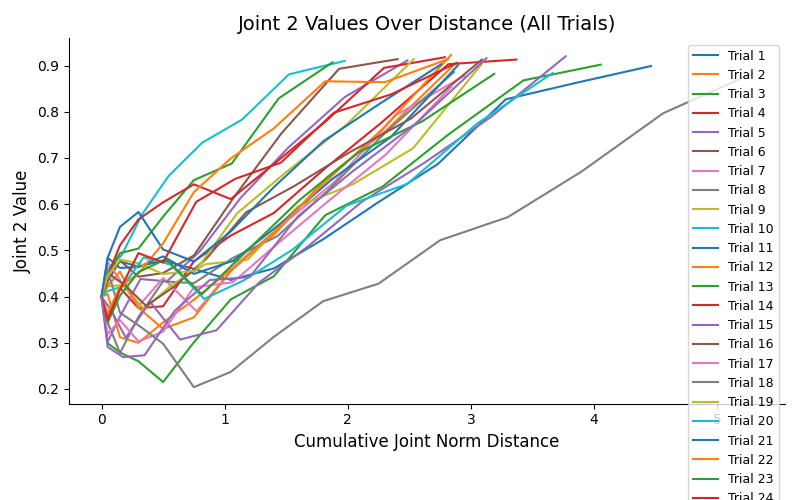 Joint 2 Values Over Distance (All Trials)
Joint 2 Value
0.9
0.8
0.7
0.6
0.5
0.4
0.3
0.2
0 1 2 3 4 5
Cumulative Joint Norm Distance
Trial 1
Trial 2
Trial 3
Trial 4
Trial 5
Trial 6
Trial 7
Trial 8
Trial 9
Trial 10
Trial 11
Trial 12
Trial 13
Trial 14
Trial 15
Trial 16
Trial 17
Trial 18
Trial 19
Trial 20
Trial 21
Trial 22
Trial 23
Trial 24